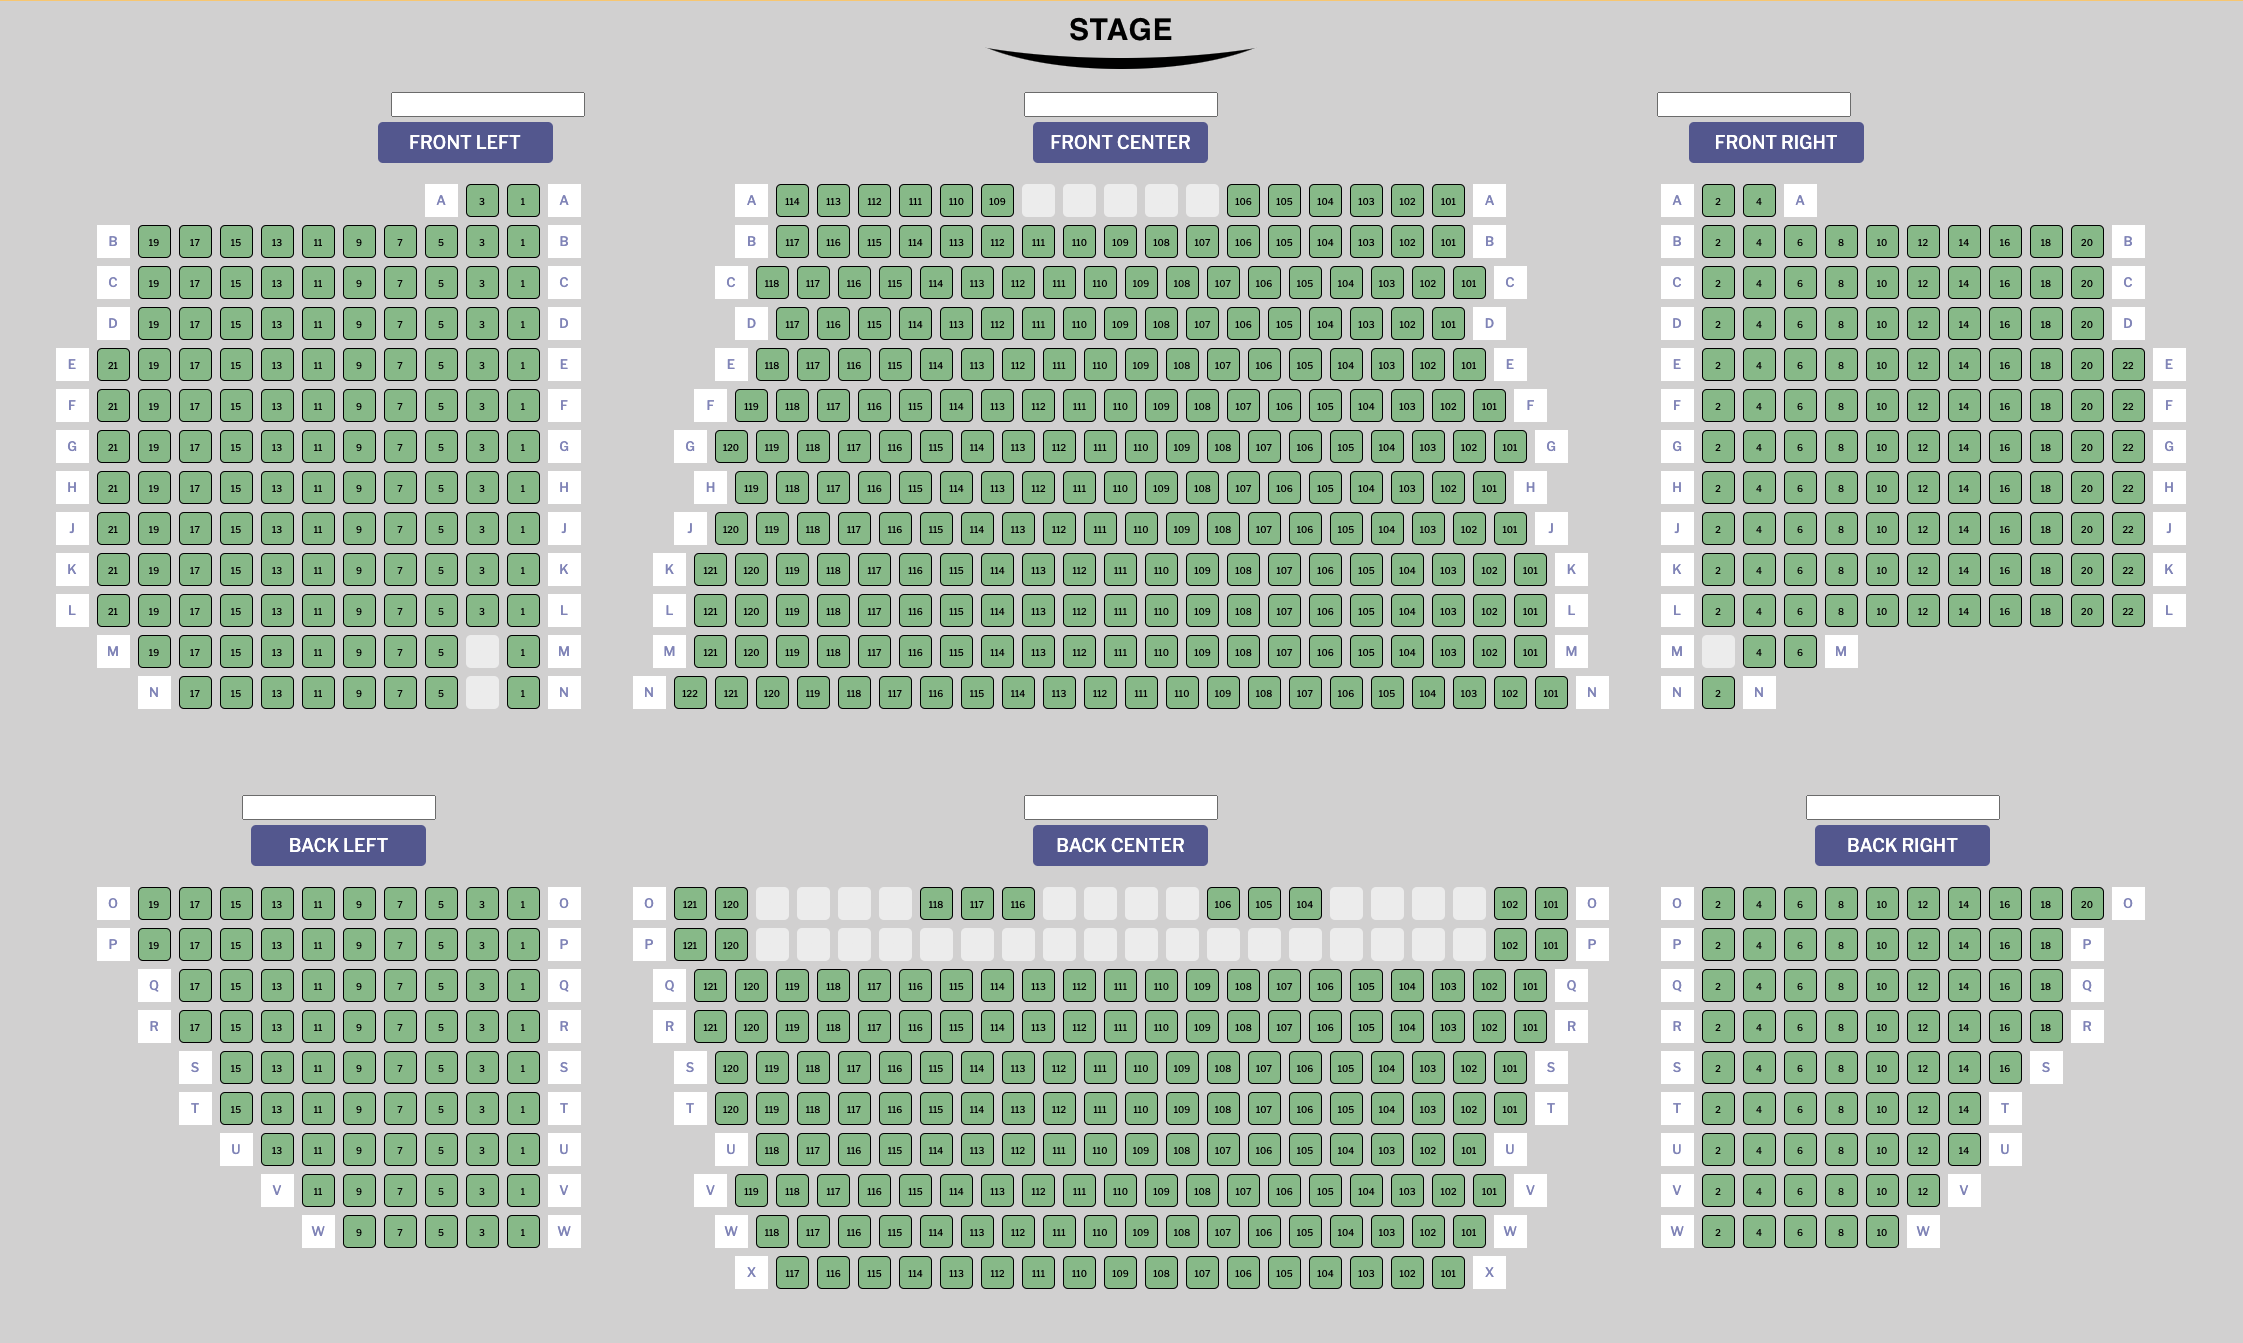 STAGE
FRONT LEFT FRONT CENTER FRONT RIGHT
A 3 1 A A 114 113 112 111 110 109 106 105 104 103 102 101 A A 2 4 A
B 19 17 15 13 11 9 7 5 3 1 B B 117 116 115 114 113 112 111 110 109 108 107 106 105 104 103 102 101 B B 2 4 6 8 10 12 14 16 18 20 B
C 19 17 15 13 11 9 7 5 3 1 C C 118 117 116 115 114 113 112 111 110 109 108 107 106 105 104 103 102 101 C C 2 4 6 8 10 12 14 16 18 20 C
D 19 17 15 13 11 9 7 5 3 1 D D 117 116 115 114 113 112 111 110 109 108 107 106 105 104 103 102 101 D D 2 4 6 8 10 12 14 16 18 20 D
E 21 19 17 15 13 11 9 7 5 3 1 E E 118 117 116 115 114 113 112 111 110 109 108 107 106 105 104 103 102 101 E E 2 4 6 8 10 12 14 16 18 20 22 E
F 21 19 17 15 13 11 9 7 5 3 1 F F 119 118 117 116 115 114 113 112 111 110 109 108 107 106 105 104 103 102 101 F F 2 4 6 8 10 12 14 16 18 20 22 F
G 21 19 17 15 13 11 9 7 5 3 1 G G 120 119 118 117 116 115 114 113 112 111 110 109 108 107 106 105 104 103 102 101 G G 2 4 6 8 10 12 14 16 18 20 22 G
H 21 19 17 15 13 11 9 7 5 3 1 H H 119 118 117 116 115 114 113 112 111 110 109 108 107 106 105 104 103 102 101 H H 2 4 6 8 10 12 14 16 18 20 22 H
J 21 19 17 15 13 11 9 7 5 3 1 J J 120 119 118 117 116 115 114 113 112 111 110 109 108 107 106 105 104 103 102 101 J J 2 4 6 8 10 12 14 16 18 20 22 J
K 21 19 17 15 13 11 9 7 5 3 1 K K 121 120 119 118 117 116 115 114 113 112 111 110 109 108 107 106 105 104 103 102 101 K K 2 4 6 8 10 12 14 16 18 20 22 K
L 21 19 17 15 13 11 9 7 5 3 1 L L 121 120 119 118 117 116 115 114 113 112 111 110 109 108 107 106 105 104 103 102 101 L L 2 4 6 8 10 12 14 16 18 20 22 L
M 19 17 15 13 11 9 7 5 1 M M 121 120 119 118 117 116 115 114 113 112 111 110 109 108 107 106 105 104 103 102 101 M M 4 6 M
N 17 15 13 11 9 7 5 1 N N 122 121 120 119 118 117 116 115 114 113 112 111 110 109 108 107 106 105 104 103 102 101 N N 2 N
BACK LEFT BACK CENTER BACK RIGHT
O 19 17 15 13 11 9 7 5 3 1 O O 121 120 118 117 116 106 105 104 102 101 O O 2 4 6 8 10 12 14 16 18 20 O
P 19 17 15 13 11 9 7 5 3 1 P P 121 120 102 101 P P 2 4 6 8 10 12 14 16 18 P
Q 17 15 13 11 9 7 5 3 1 Q Q 121 120 119 118 117 116 115 114 113 112 111 110 109 108 107 106 105 104 103 102 101 Q Q 2 4 6 8 10 12 14 16 18 Q
R 17 15 13 11 9 7 5 3 1 R R 121 120 119 118 117 116 115 114 113 112 111 110 109 108 107 106 105 104 103 102 101 R R 2 4 6 8 10 12 14 16 18 R
S 15 13 11 9 7 5 3 1 S S 120 119 118 117 116 115 114 113 112 111 110 109 108 107 106 105 104 103 102 101 S S 2 4 6 8 10 12 14 16 S
T 15 13 11 9 7 5 3 1 T T 120 119 118 117 116 115 114 113 112 111 110 109 108 107 106 105 104 103 102 101 T T 2 4 6 8 10 12 14 T
U 13 11 9 7 5 3 1 U U 118 117 116 115 114 113 112 111 110 109 108 107 106 105 104 103 102 101 U U 2 4 6 8 10 12 14 U
V 11 9 7 5 3 1 V V 119 118 117 116 115 114 113 112 111 110 109 108 107 106 105 104 103 102 101 V V 2 4 6 8 10 12 V
W 9 7 5 3 1 W W 118 117 116 115 114 113 112 111 110 109 108 107 106 105 104 103 102 101 W W 2 4 6 8 10 W
X 117 116 115 114 113 112 111 110 109 108 107 106 105 104 103 102 101 X